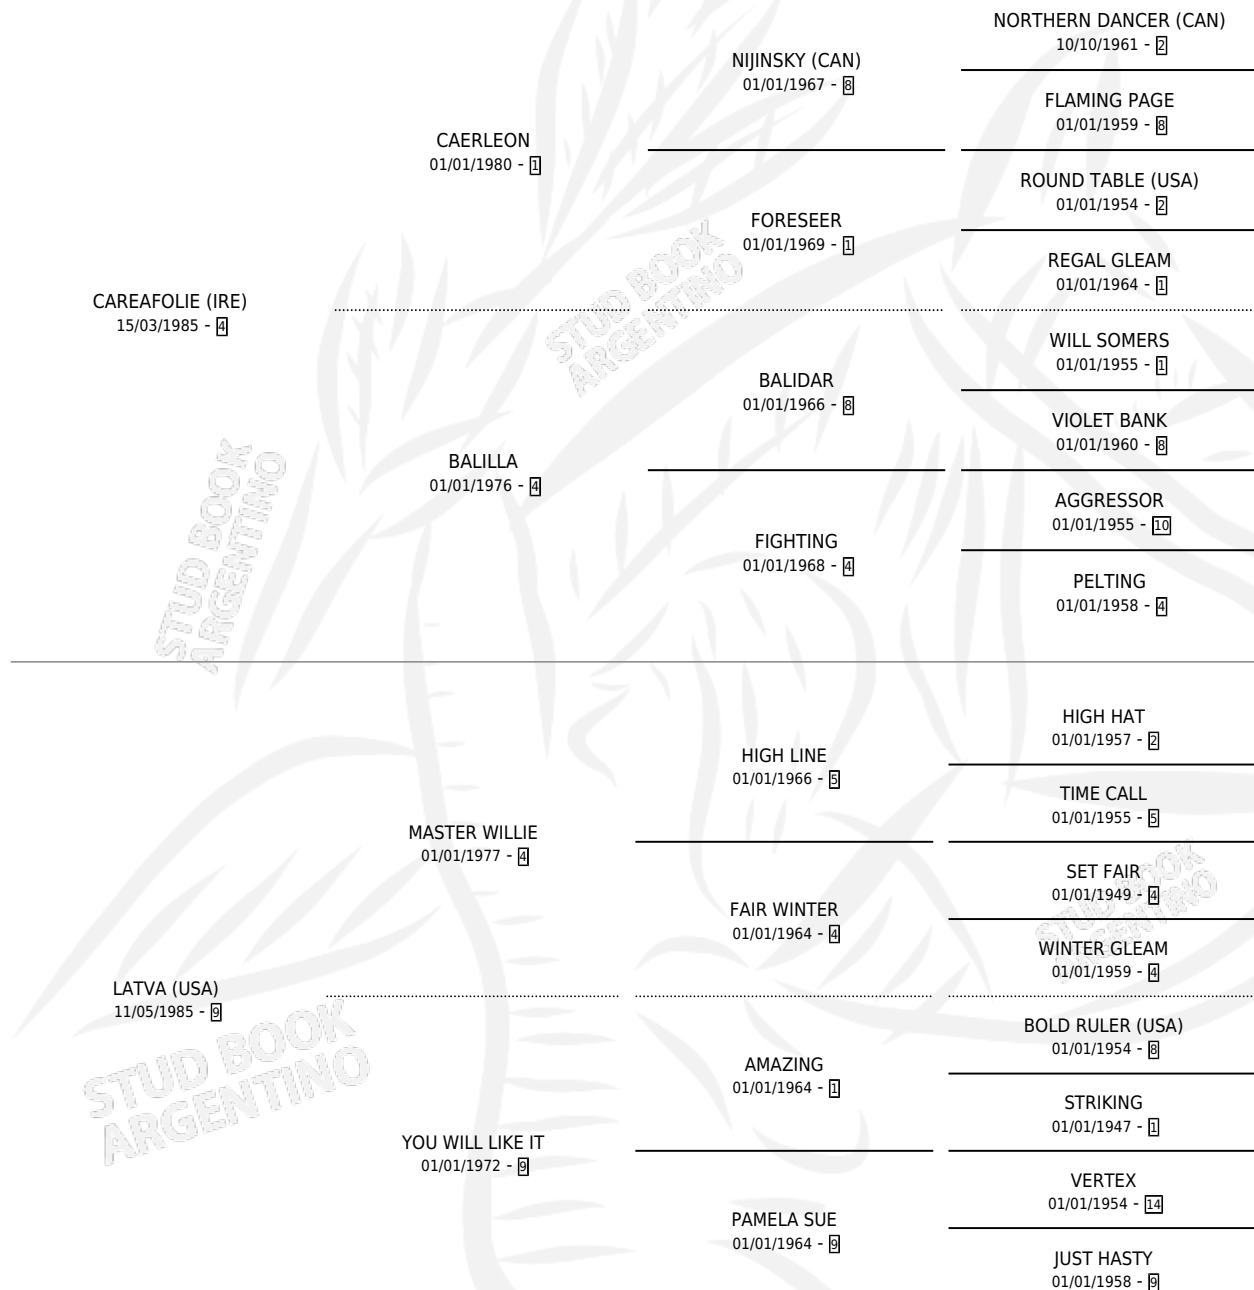 NORTHERN DANCER (CAN)
10/10/1961 - 2
NIJINSKY (CAN)
01/01/1967 - 8
FLAMING PAGE
01/01/1959 - 8
CAERLEON
01/01/1980 - 1
ROUND TABLE (USA)
01/01/1954 - 2
FORESEER
01/01/1969 - 1
REGAL GLEAM
01/01/1964 - 1
CAREAFOLIE (IRE)
15/03/1985 - 4
WILL SOMERS
01/01/1955 - 1
BALIDAR
01/01/1966 - 8
VIOLET BANK
01/01/1960 - 8
BALILLA
01/01/1976 - 4
AGGRESSOR
01/01/1955 - 10
FIGHTING
01/01/1968 - 4
PELTING
01/01/1958 - 4
HIGH HAT
01/01/1957 - 2
HIGH LINE
01/01/1966 - 5
TIME CALL
01/01/1955 - 5
MASTER WILLIE
01/01/1977 - 4
SET FAIR
01/01/1949 - 4
FAIR WINTER
01/01/1964 - 4
WINTER GLEAM
01/01/1959 - 4
LATVA (USA)
11/05/1985 - 9
BOLD RULER (USA)
01/01/1954 - 8
AMAZING
01/01/1964 - 1
STRIKING
01/01/1947 - 1
YOU WILL LIKE IT
01/01/1972 - 9
VERTEX
01/01/1954 - 14
PAMELA SUE
01/01/1964 - 9
JUST HASTY
01/01/1958 - 9
STUD BOOK
ARGENTINO
STUD BOOK
ARGENTINO
STUD BOOK
ARGENTINO
STUD BOOK
ARGENTINO